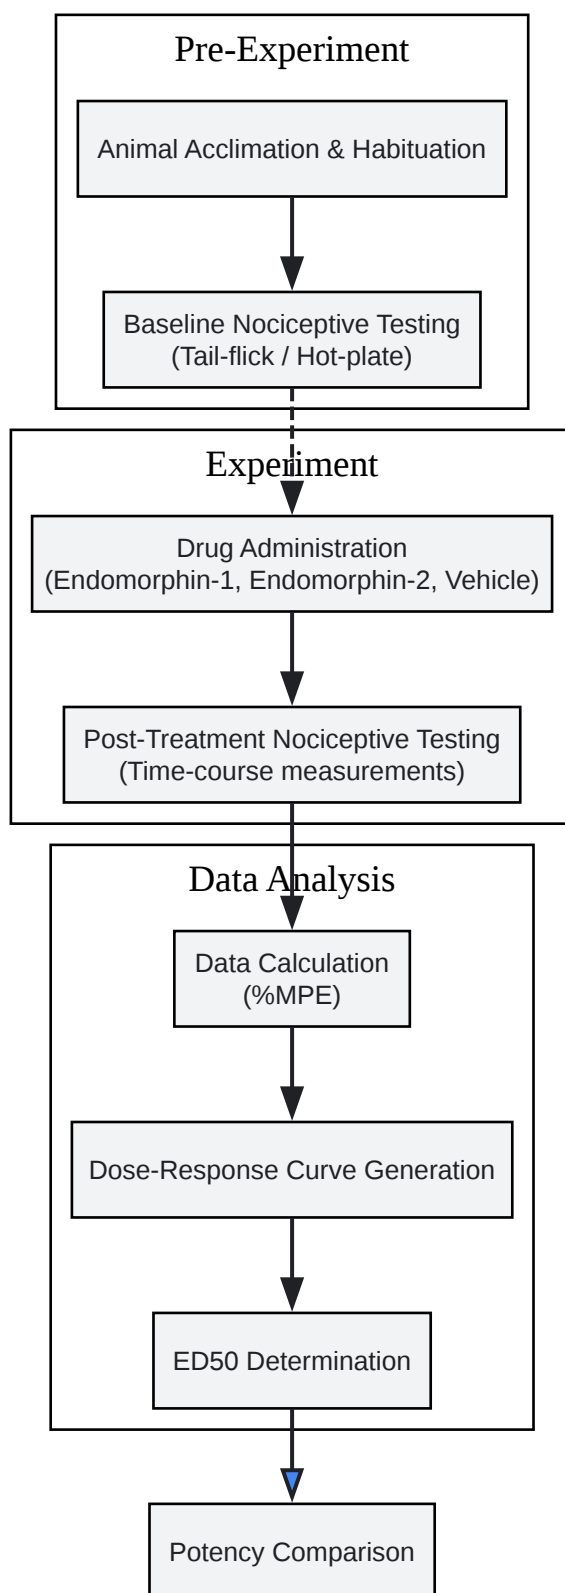 Pre-Experiment
Animal Acclimation & Habituation
Baseline Nociceptive Testing
(Tail-flick / Hot-plate)
Experiment
Drug Administration
(Endomorphin-1, Endomorphin-2, Vehicle)
Post-Treatment Nociceptive Testing
(Time-course measurements)
Data Analysis
Data Calculation
(%MPE)
Dose-Response Curve Generation
ED50 Determination
Potency Comparison